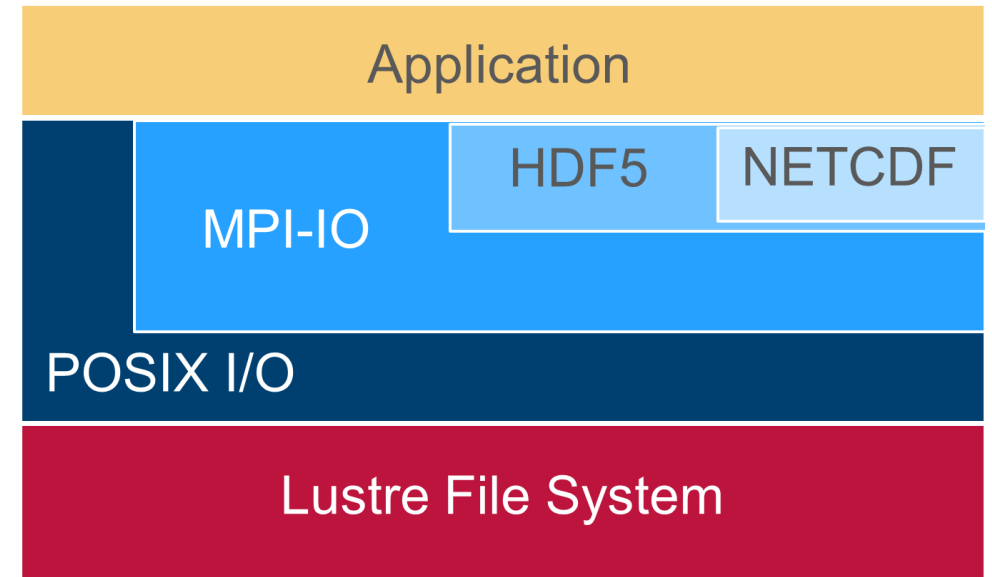 Application
HDF5
NETCDF
MPI-IO
POSIX I/O
Lustre File System